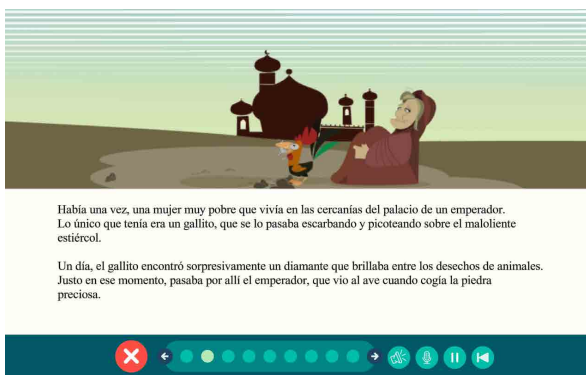 Había una vez, una mujer muy pobre que vivía en las cercanías del palacio de un emperador.
Lo único que tenía era un gallito, que se lo pasaba escarbando y picoteando sobre el maloliente
estiércol.
Un día, el gallito encontró sorpresivamente un diamante que brillaba entre los desechos de animales.
Justo en ese momento, pasaba por allí el emperador, que vio al ave cuando cogía la piedra
preciosa.